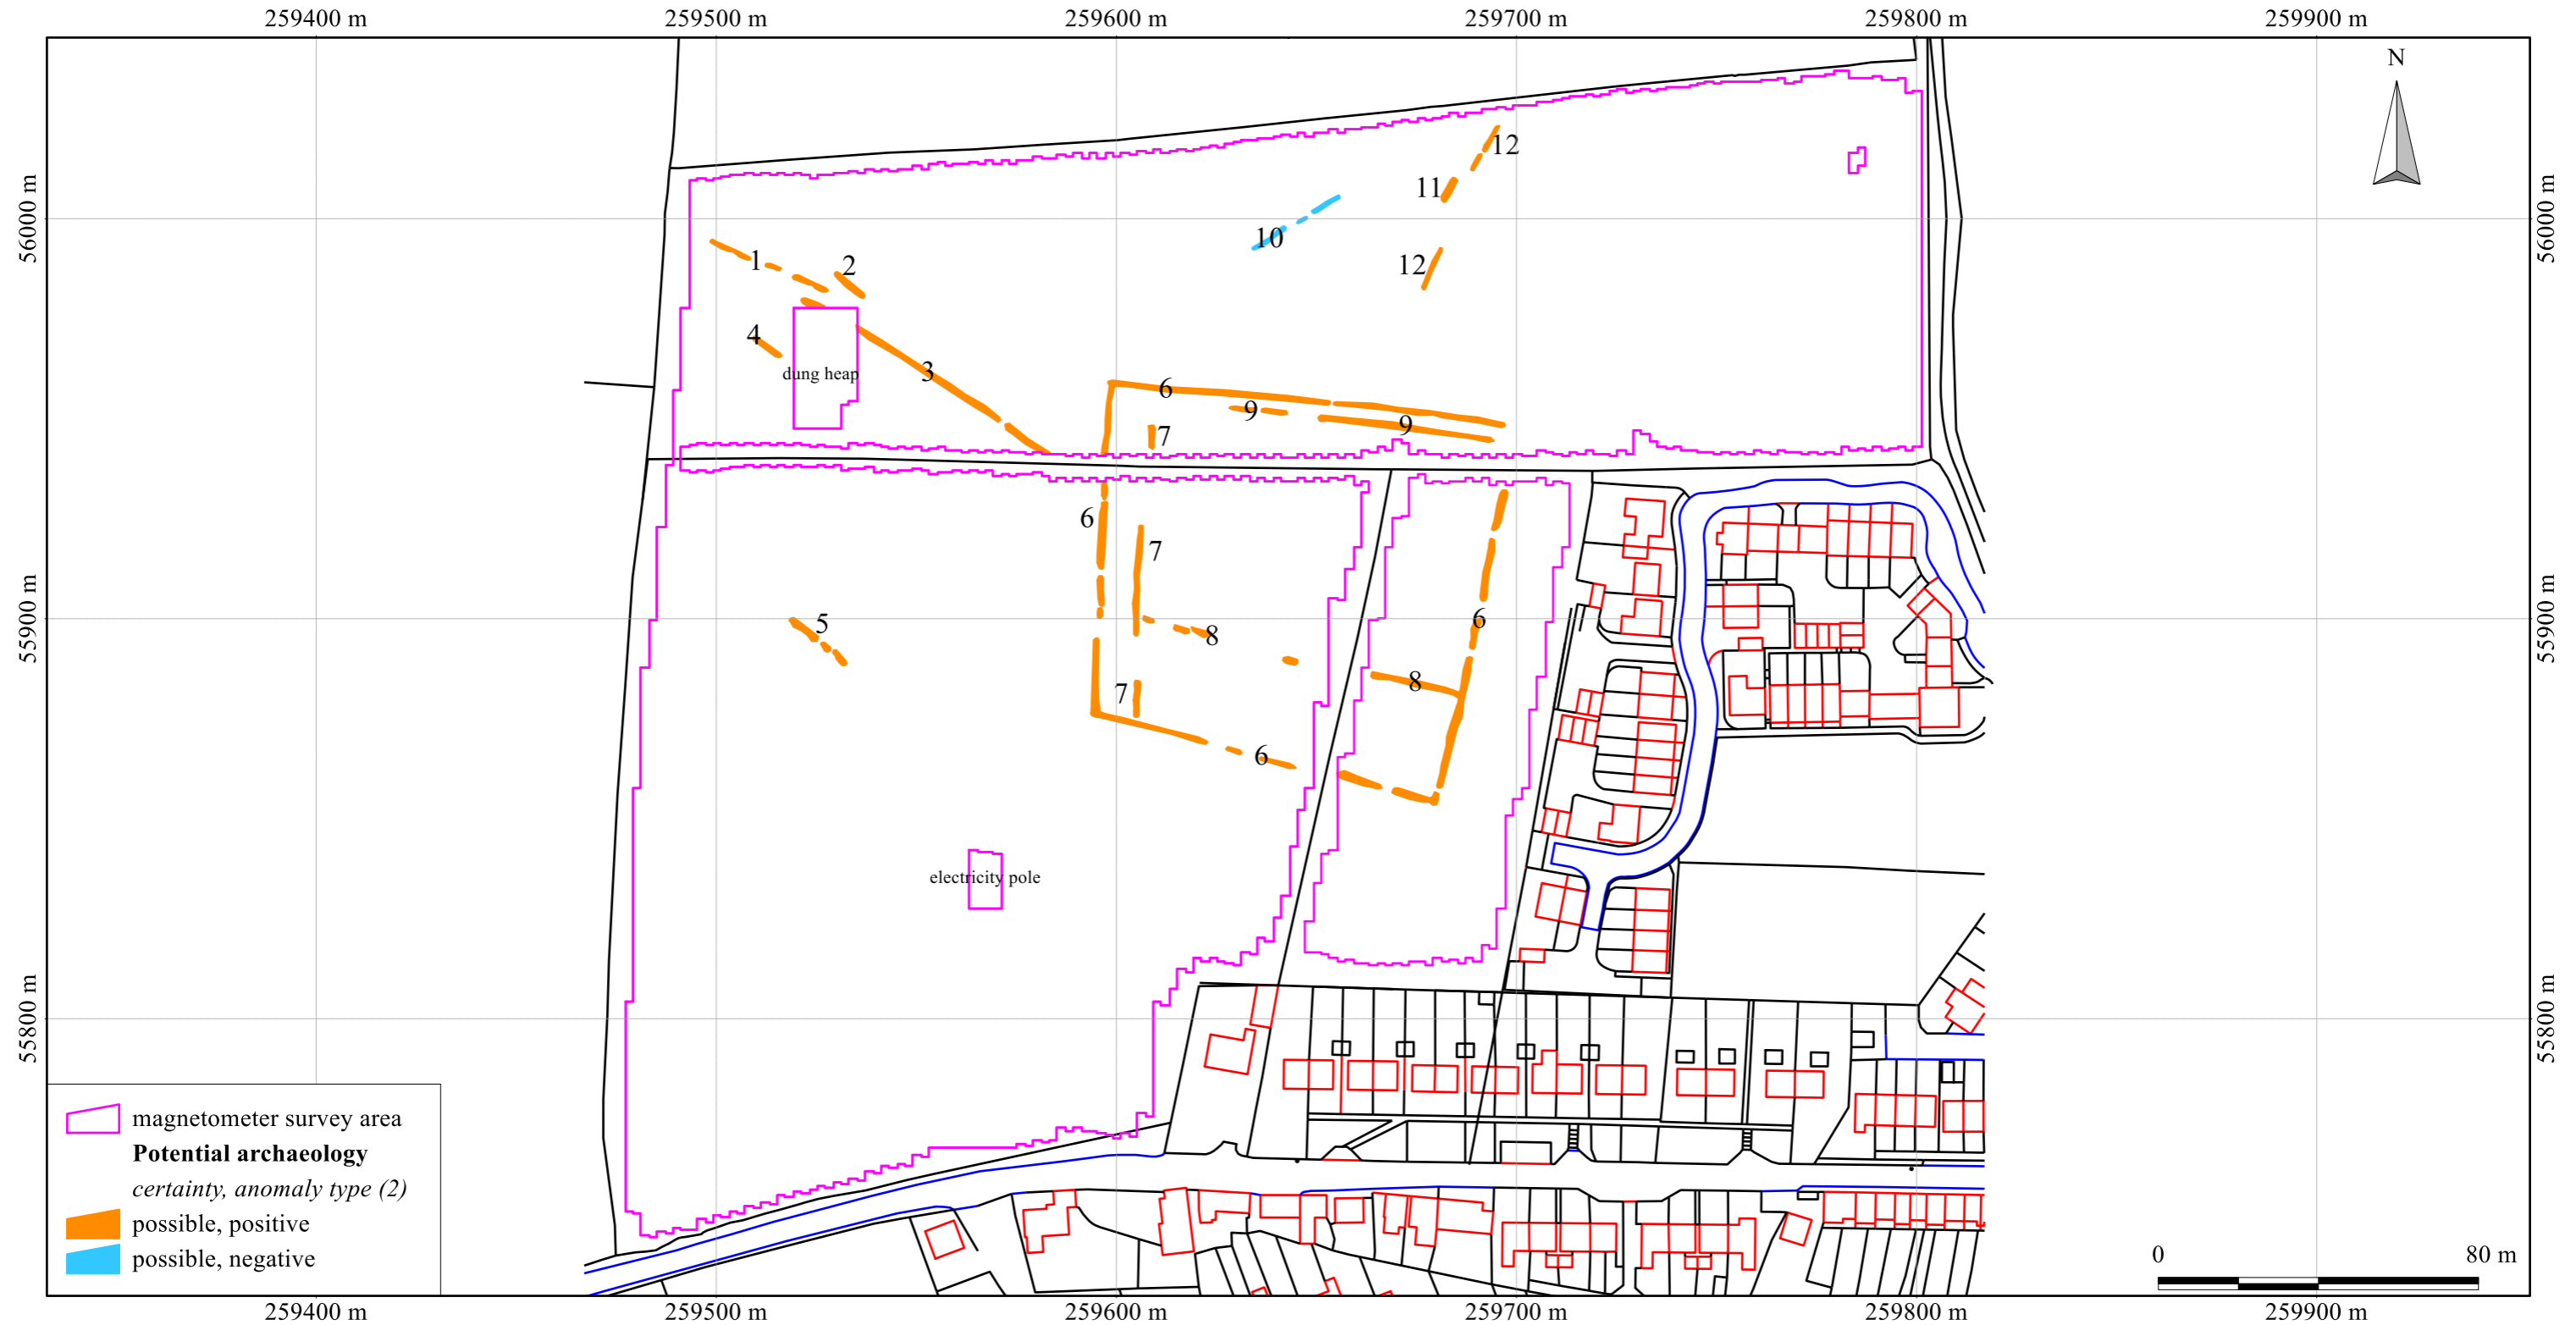 259400 m 259500 m 259600 m 259700 m 259800 m 259900 m
N
12
56000 m
56000 m
11
10
1
2
12
4
dung heap
3
6
9
9
7
6
7
55900 m
55900 m
5
8
6
7
8
6
electricity pole
55800 m
55800 m
magnetometer survey area
Potential archaeology
certainty, anomaly type (2)
possible, positive
possible, negative
0 80 m
259400 m 259500 m 259600 m 259700 m 259800 m 259900 m